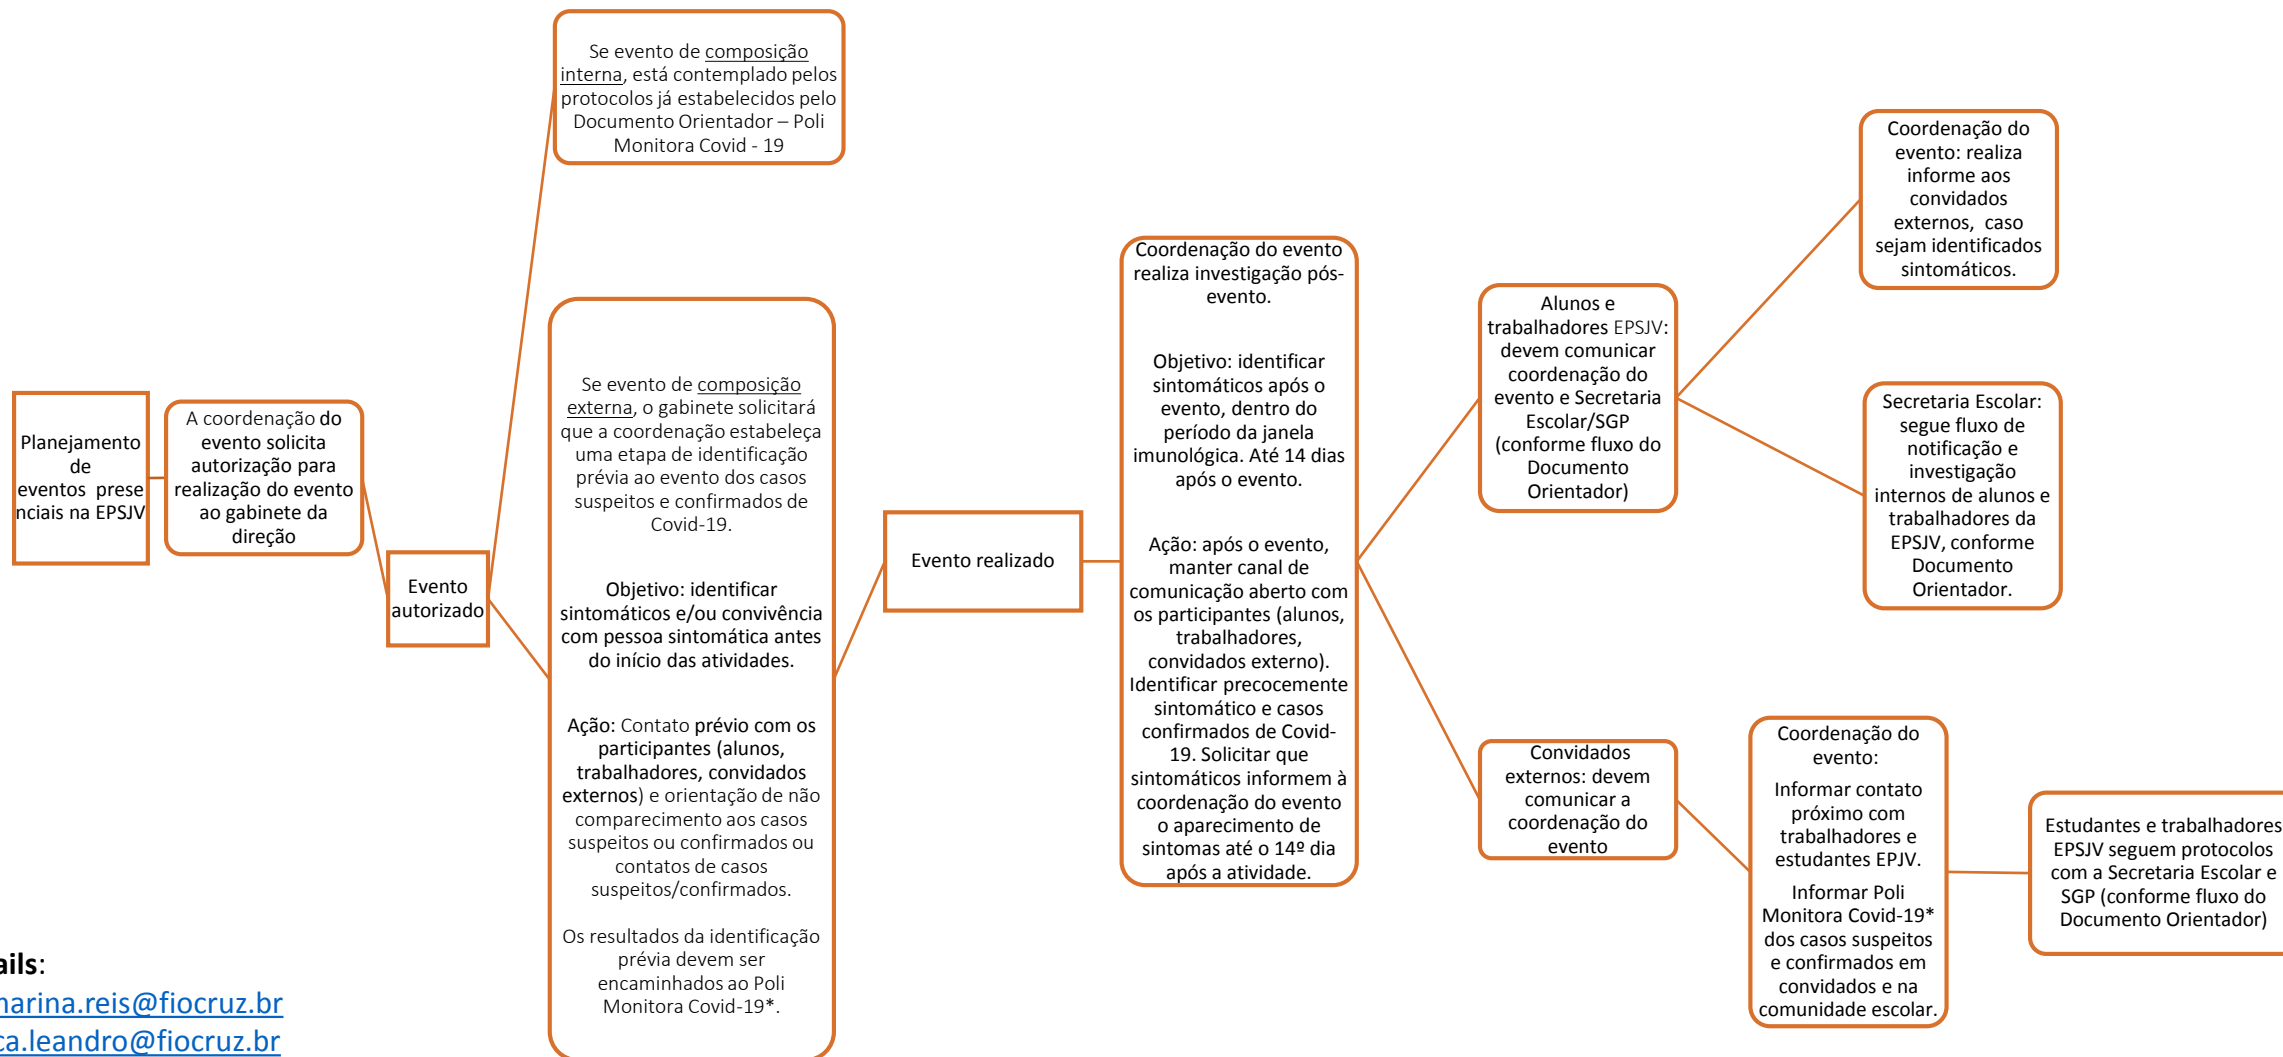 Planejamento
de
eventos  prese
nciais na EPSJV
A coordenação do
evento solicita
autorização para
realização do evento
ao gabinete da
direção
Evento
autorizado
Se evento de composição
interna, está contemplado pelos
protocolos já estabelecidos pelo
Documento Orientador – Poli
Monitora Covid - 19
Se evento de composição
externa, o gabinete solicitará
que a coordenação estabeleça
uma etapa de identificação
prévia ao evento dos casos
suspeitos e confirmados de
Covid-19.
Objetivo: identificar
sintomáticos e/ou convivência
com pessoa sintomática antes
do início das atividades.
Ação: Contato prévio com os
participantes (alunos,
trabalhadores, convidados
externos) e orientação de não
comparecimento aos casos
suspeitos ou confirmados ou
contatos de casos
suspeitos/confirmados.
Os resultados da identificação
prévia devem ser
encaminhados ao Poli
Monitora Covid-19*.
Evento realizado
Coordenação do evento
realiza investigação pós-
evento.
Objetivo: identificar
sintomáticos após o
evento, dentro do
período da janela
imunológica. Até 14 dias
após o evento.
Ação: após o evento,
manter canal de
comunicação aberto com
os participantes (alunos,
trabalhadores,
convidados externo).
Identificar precocemente
sintomático e casos
confirmados de Covid-
19. Solicitar que
sintomáticos informem à
coordenação do evento
o aparecimento de
sintomas até o 14º dia
após a atividade.
Alunos e
trabalhadores EPSJV:
devem comunicar
coordenação do
evento e Secretaria
Escolar/SGP
(conforme fluxo do
Documento
Orientador)
Coordenação do
evento: realiza
informe aos
convidados
externos,  caso
sejam identificados
sintomáticos.
Secretaria Escolar:
segue fluxo de
notificação e
investigação
internos de alunos e
trabalhadores da
EPSJV, conforme
Documento
Orientador.
Convidados
externos: devem
comunicar a
coordenação do
evento
Coordenação do
evento:
Informar contato
próximo com
trabalhadores e
estudantes EPJV.
Informar Poli
Monitora Covid-19*
dos casos suspeitos
e confirmados em
convidados e na
comunidade escolar.
Estudantes e trabalhadores
EPSJV seguem protocolos
com a Secretaria Escolar e
SGP (conforme fluxo do
Documento Orientador)
ails:
marina.reis@fiocruz.br
ca.leandro@fiocruz.br